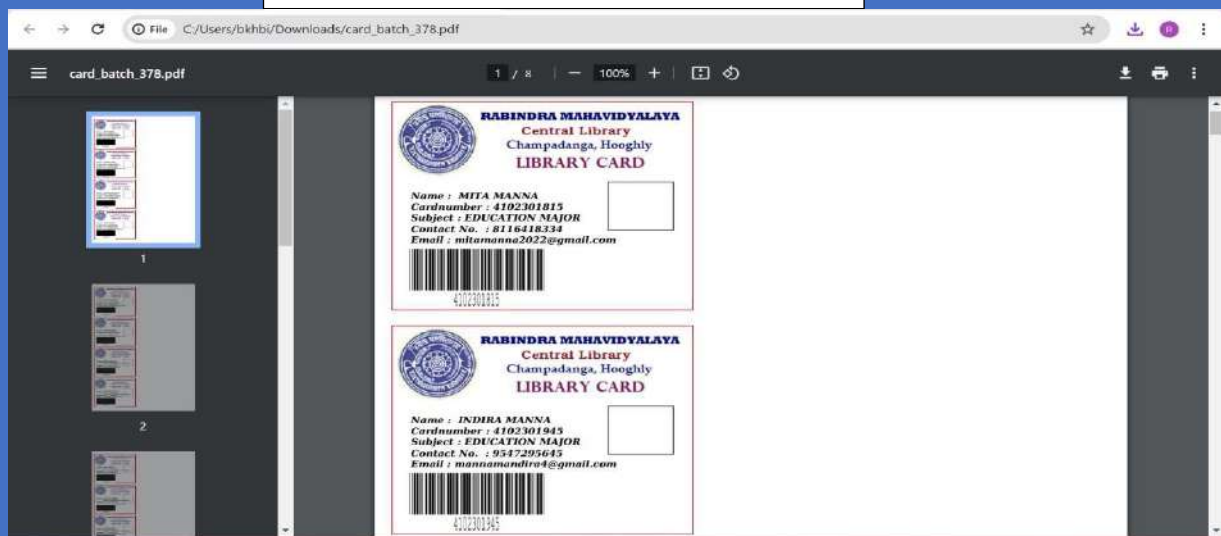 File C:/Users/bkhbi/Downloads/card_batch_378.pdf
R
card_batch_378.pdf
1 / 8
100%
1
2
RABINDRA MAHAVIDYALAYA
Central Library
Champadanga, Hooghly
LIBRARY CARD
Name : MITA MANNA
Cardnumber : 4102301815
Subject : EDUCATION MAJOR
Contact No. : 8116418334
Email : mitamanna2022@gmail.com
4102301815
RABINDRA MAHAVIDYALAYA
Central Library
Champadanga, Hooghly
LIBRARY CARD
Name : INDIRA MANNA
Cardnumber : 4102301945
Subject : EDUCATION MAJOR
Contact No. : 9547295645
Email : mannamandira4@gmail.com
4102301945